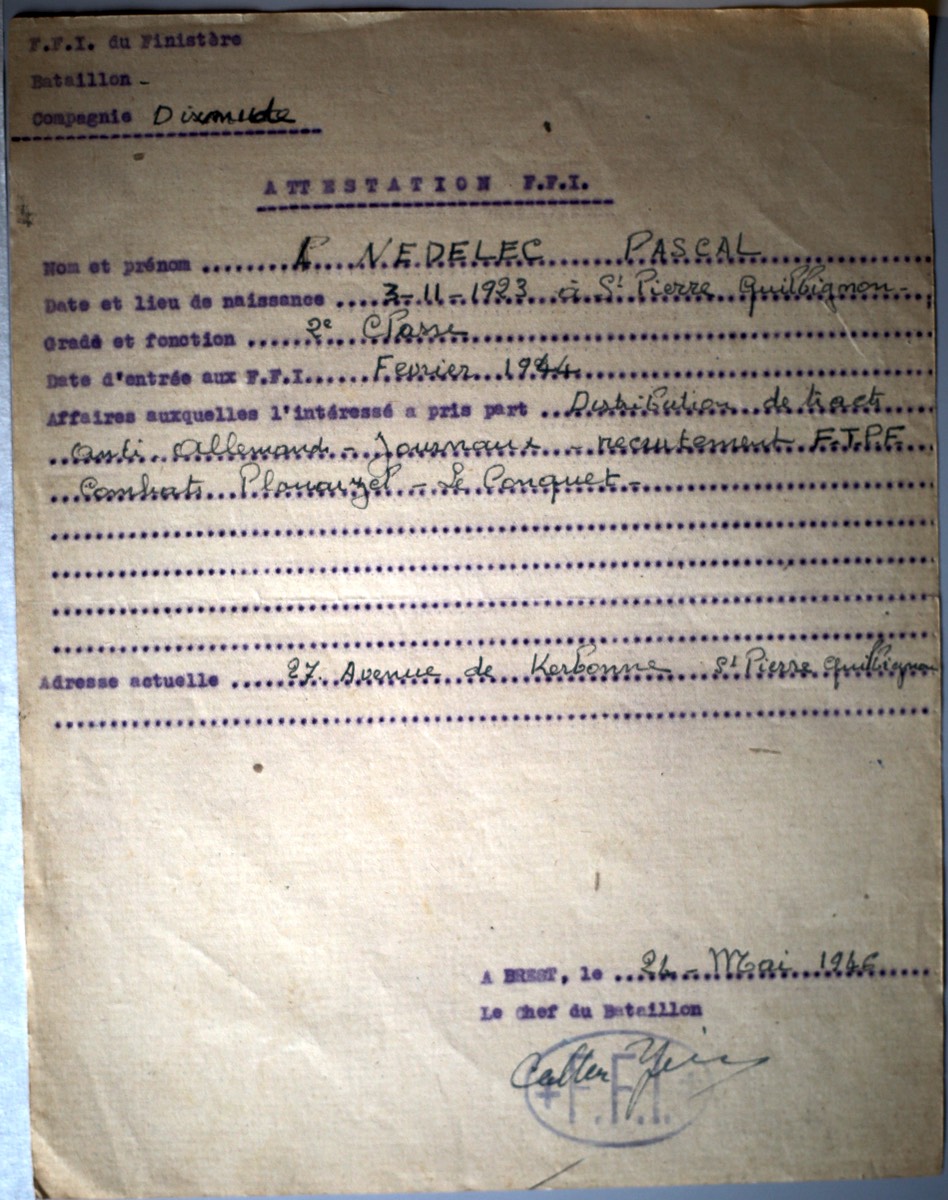 F.F.I. du Finistère
Bataillon -
Compagnie Dixmude
ATTESTATION F.F.I.
Nom et prénom ........ NEDELEC PASCAL
Date et lieu de naissance .... 3-11-1923 à St Pierre Quilbignon-
Grade et fonction ...... 2e Classe
Date d'entrée aux F.F.I...... Fevrier 1944
Affaires auxquelles l'intéressé a pris part .. Distribution de tract
anti Allemand - Journaux - recrutement F.T.P.F
Combats Plouarzel - Le Conquet -
Adresse actuelle ..... 27. Avenue de Kerbonne St Pierre Quilbignon
A BREST, le ... Mai 1946
Le Chef du Bataillon
F.F.I.